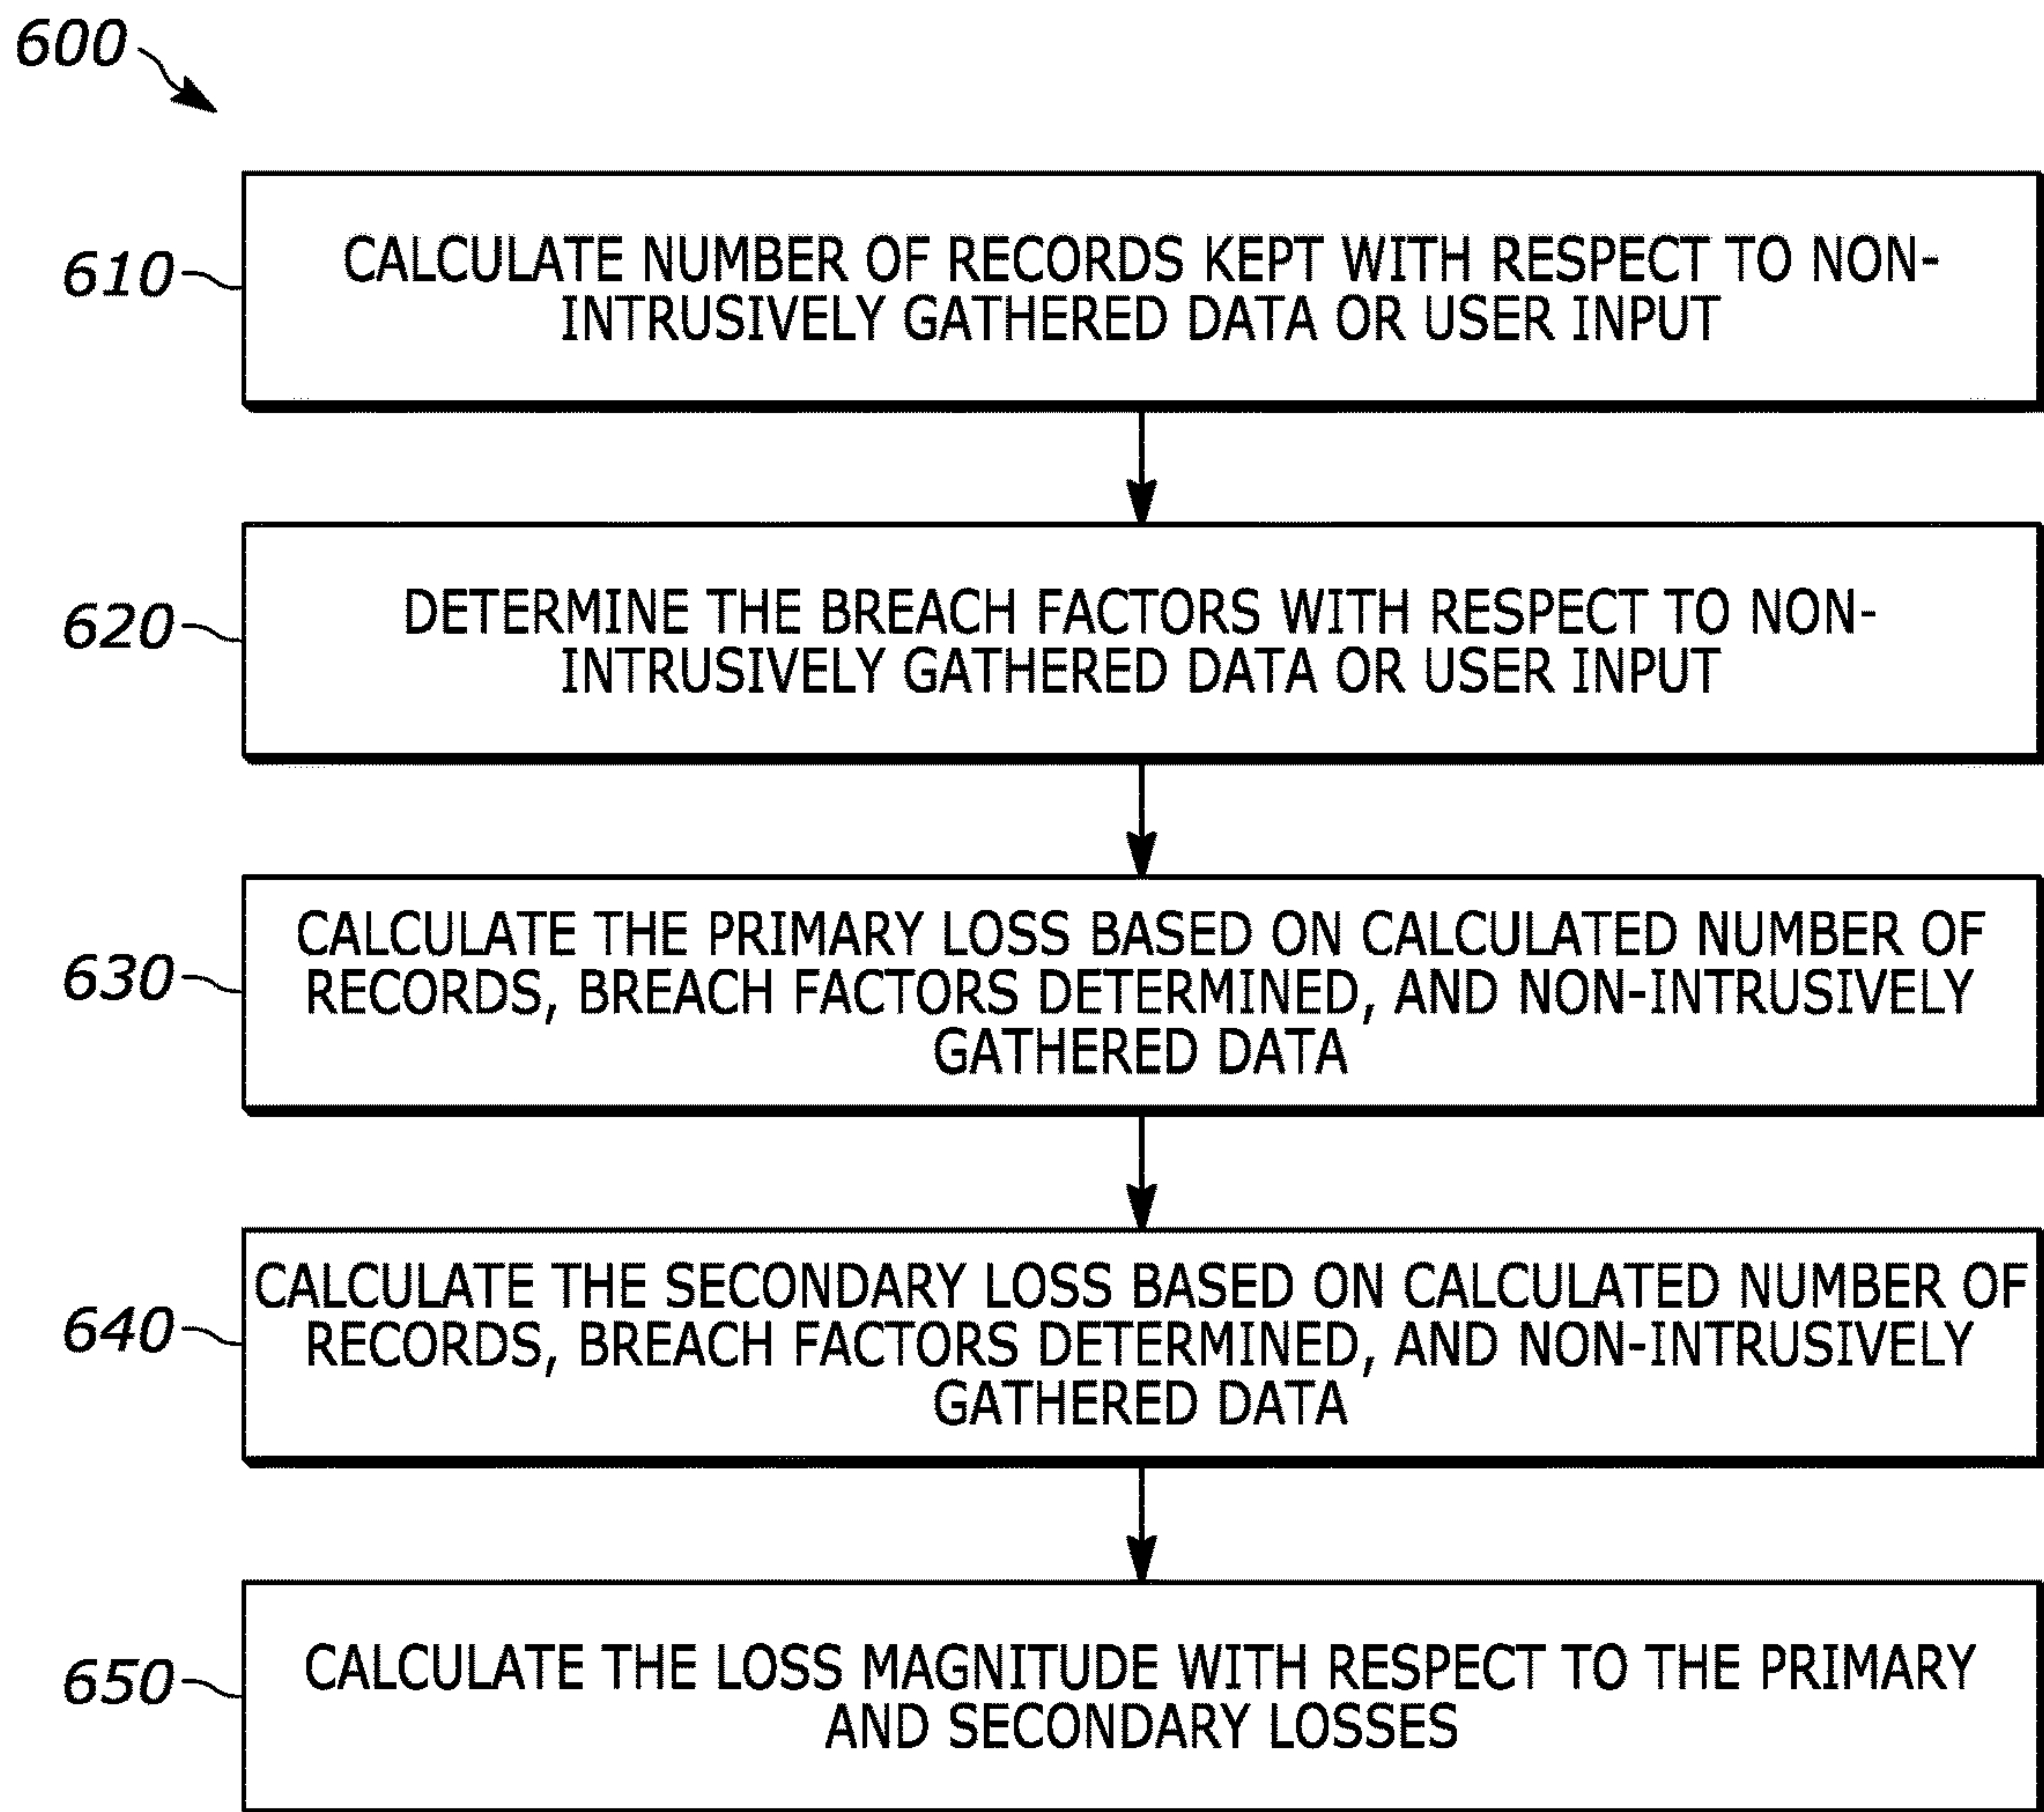 600
610
CALCULATE NUMBER OF RECORDS KEPT WITH RESPECT TO NON-
INTRUSIVELY GATHERED DATA OR USER INPUT
620
DETERMINE THE BREACH FACTORS WITH RESPECT TO NON-
INTRUSIVELY GATHERED DATA OR USER INPUT
630
CALCULATE THE PRIMARY LOSS BASED ON CALCULATED NUMBER OF
RECORDS, BREACH FACTORS DETERMINED, AND NON-INTRUSIVELY
GATHERED DATA
640
CALCULATE THE SECONDARY LOSS BASED ON CALCULATED NUMBER OF
RECORDS, BREACH FACTORS DETERMINED, AND NON-INTRUSIVELY
GATHERED DATA
650
CALCULATE THE LOSS MAGNITUDE WITH RESPECT TO THE PRIMARY
AND SECONDARY LOSSES